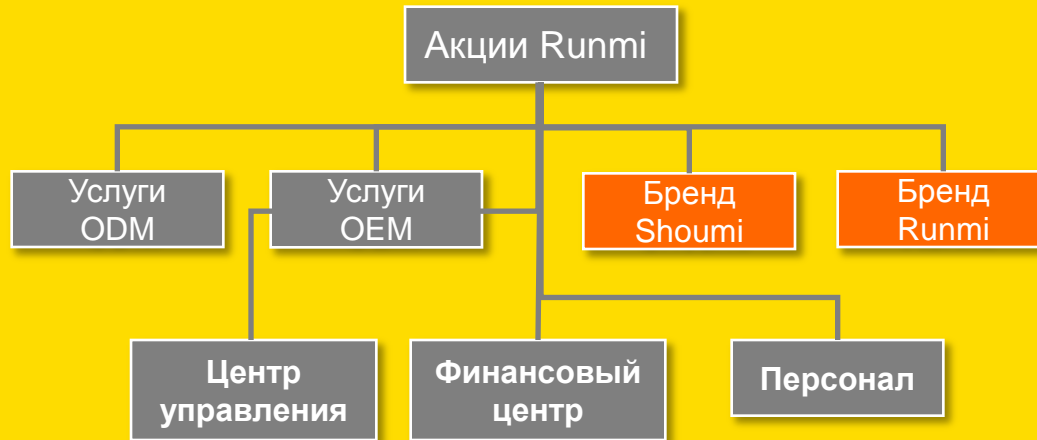 Акции Runmi
Услуги
ODM
Услуги
OEM
Бренд
Shoumi
Бренд
Runmi
Центр
управления
Финансовый
центр
Персонал